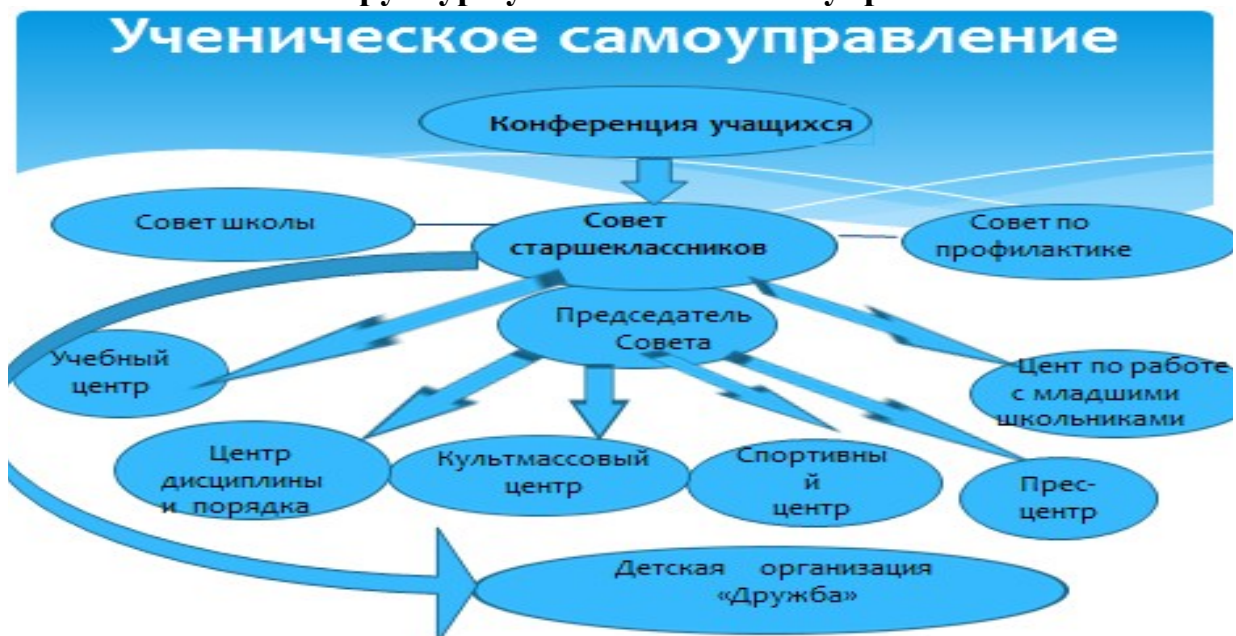 Ученическое самоуправление
Конференция учащихся
Совет школы
Совет
старшеклассников
Совет по
профилактике
Председатель
Совета
Учебный
центр
Цент по работе
с младшими
школьниками
Центр
дисциплины
и порядка
Культмассовый
центр
Спортивны
й
центр
Прес-
центр
Детская организация
«Дружба»